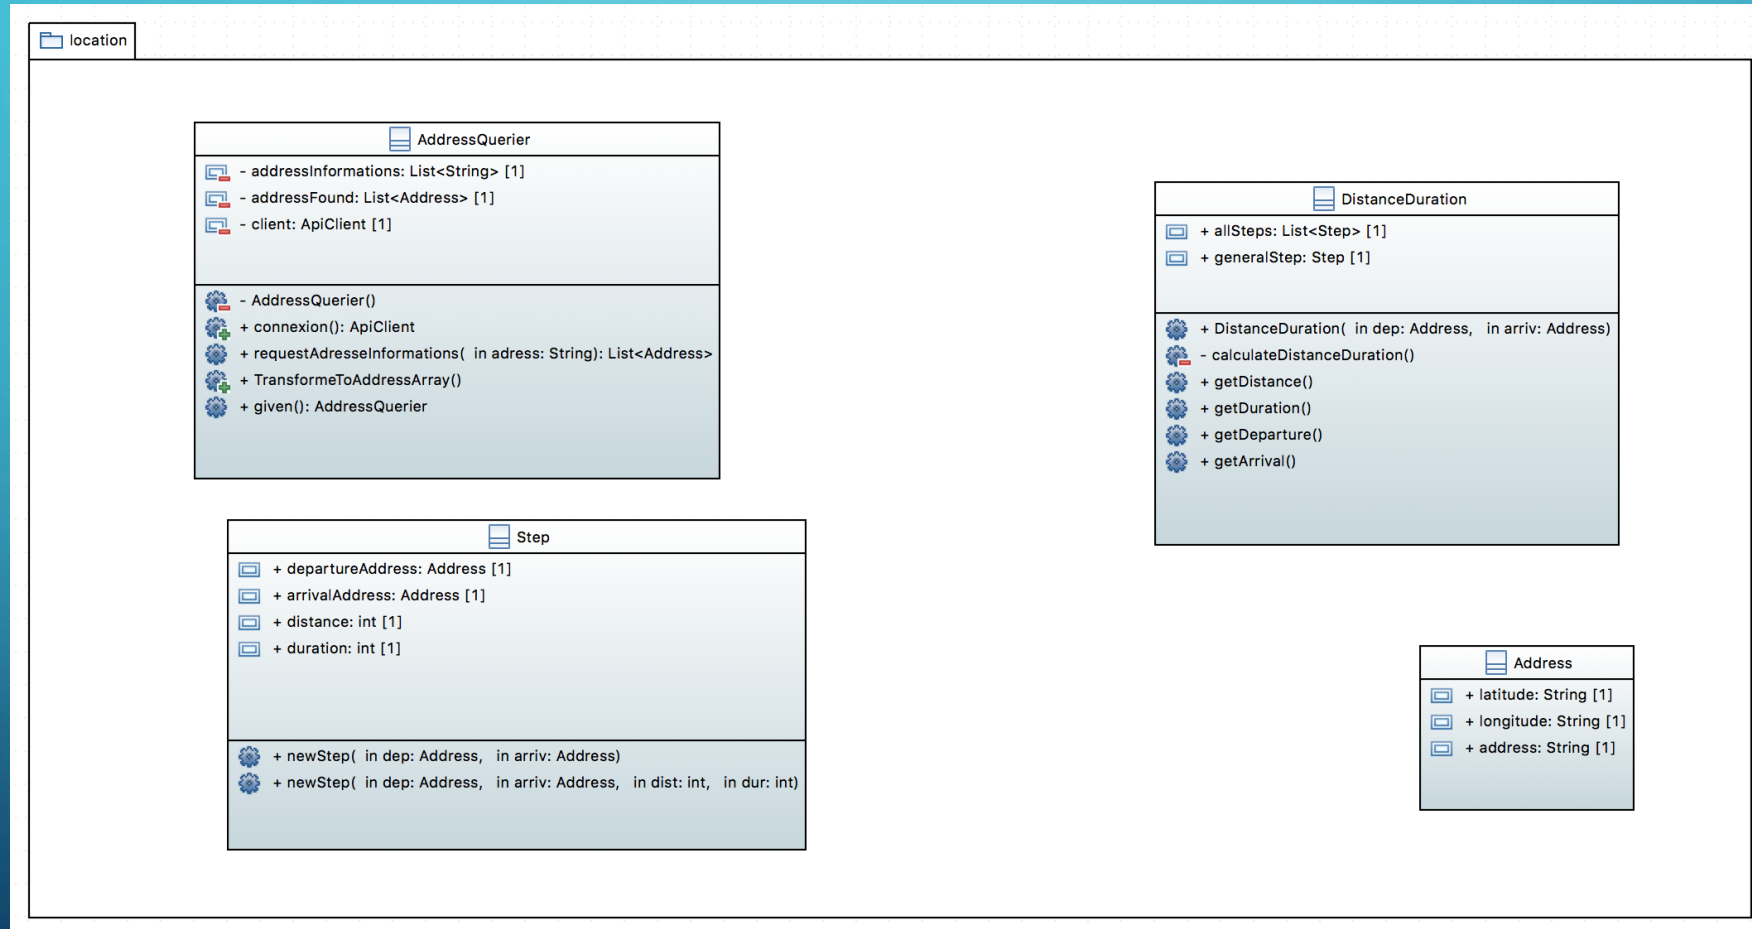 location
AddressQuerier
- addressInformations: List<String> [1]
- addressFound: List<Address> [1]
- client: ApiClient [1]
- AddressQuerier()
+ connexion(): ApiClient
+ requestAdresseInformations( in adress: String): List<Address>
+ TransformeToAddressArray()
+ given(): AddressQuerier
DistanceDuration
+ allSteps: List<Step> [1]
+ generalStep: Step [1]
+ DistanceDuration( in dep: Address, in arriv: Address)
- calculateDistanceDuration()
+ getDistance()
+ getDuration()
+ getDeparture()
+ getArrival()
Step
+ departureAddress: Address [1]
+ arrivalAddress: Address [1]
+ distance: int [1]
+ duration: int [1]
+ newStep( in dep: Address, in arriv: Address)
+ newStep( in dep: Address, in arriv: Address, in dist: int, in dur: int)
Address
+ latitude: String [1]
+ longitude: String [1]
+ address: String [1]